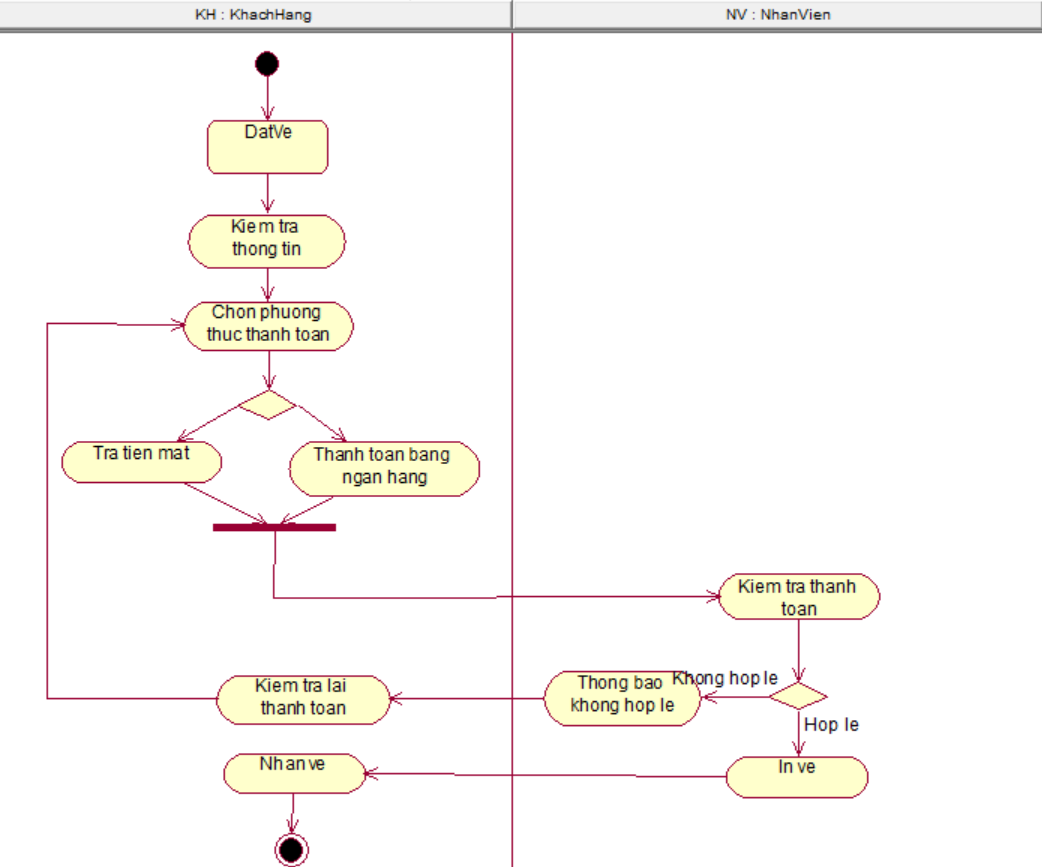 KH : KhachHang
NV : NhanVien
DatVe
Kiem tra
thong tin
Chon phuong
thuc thanh toan
Tra tien mat
Thanh toan bang
ngan hang
Kiem tra thanh
toan
Khong hop le
Thong bao
khong hop le
Kiem tra lai
thanh toan
Hop le
In ve
Nhan ve